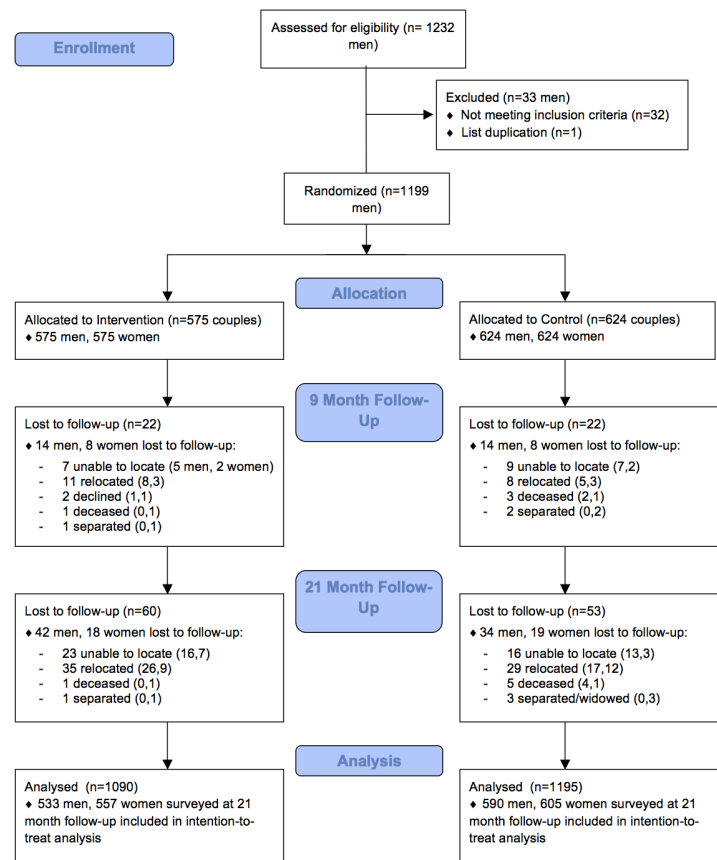 Assessed for eligibility (n= 1232
men)
Enrollment
Excluded (n=33 men)
♦ Not meeting inclusion criteria (n=32)
♦ List duplication (n=1)
Randomized (n=1199
men)
Allocation
Allocated to Intervention (n=575 couples)
♦ 575 men, 575 women
Allocated to Control (n=624 couples)
♦ 624 men, 624 women
9 Month Follow-
Up
Lost to follow-up (n=22)
♦ 14 men, 8 women lost to follow-up:
- 7 unable to locate (5 men, 2 women)
- 11 relocated (8,3)
- 2 declined (1,1)
- 1 deceased (0,1)
- 1 separated (0,1)
Lost to follow-up (n=22)
♦ 14 men, 8 women lost to follow-up:
- 9 unable to locate (7,2)
- 8 relocated (5,3)
- 3 deceased (2,1)
- 2 separated (0,2)
21 Month Follow-
Up
Lost to follow-up (n=60)
♦ 42 men, 18 women lost to follow-up:
- 23 unable to locate (16,7)
- 35 relocated (26,9)
- 1 deceased (0,1)
- 1 separated (0,1)
Lost to follow-up (n=53)
♦ 34 men, 19 women lost to follow-up:
- 16 unable to locate (13,3)
- 29 relocated (17,12)
- 5 deceased (4,1)
- 3 separated/widowed (0,3)
Analysis
Analysed (n=1090)
♦ 533 men, 557 women surveyed at 21
month follow-up included in intention-to-
treat analysis
Analysed (n=1195)
♦ 590 men, 605 women surveyed at 21
month follow-up included in intention-to-
treat analysis